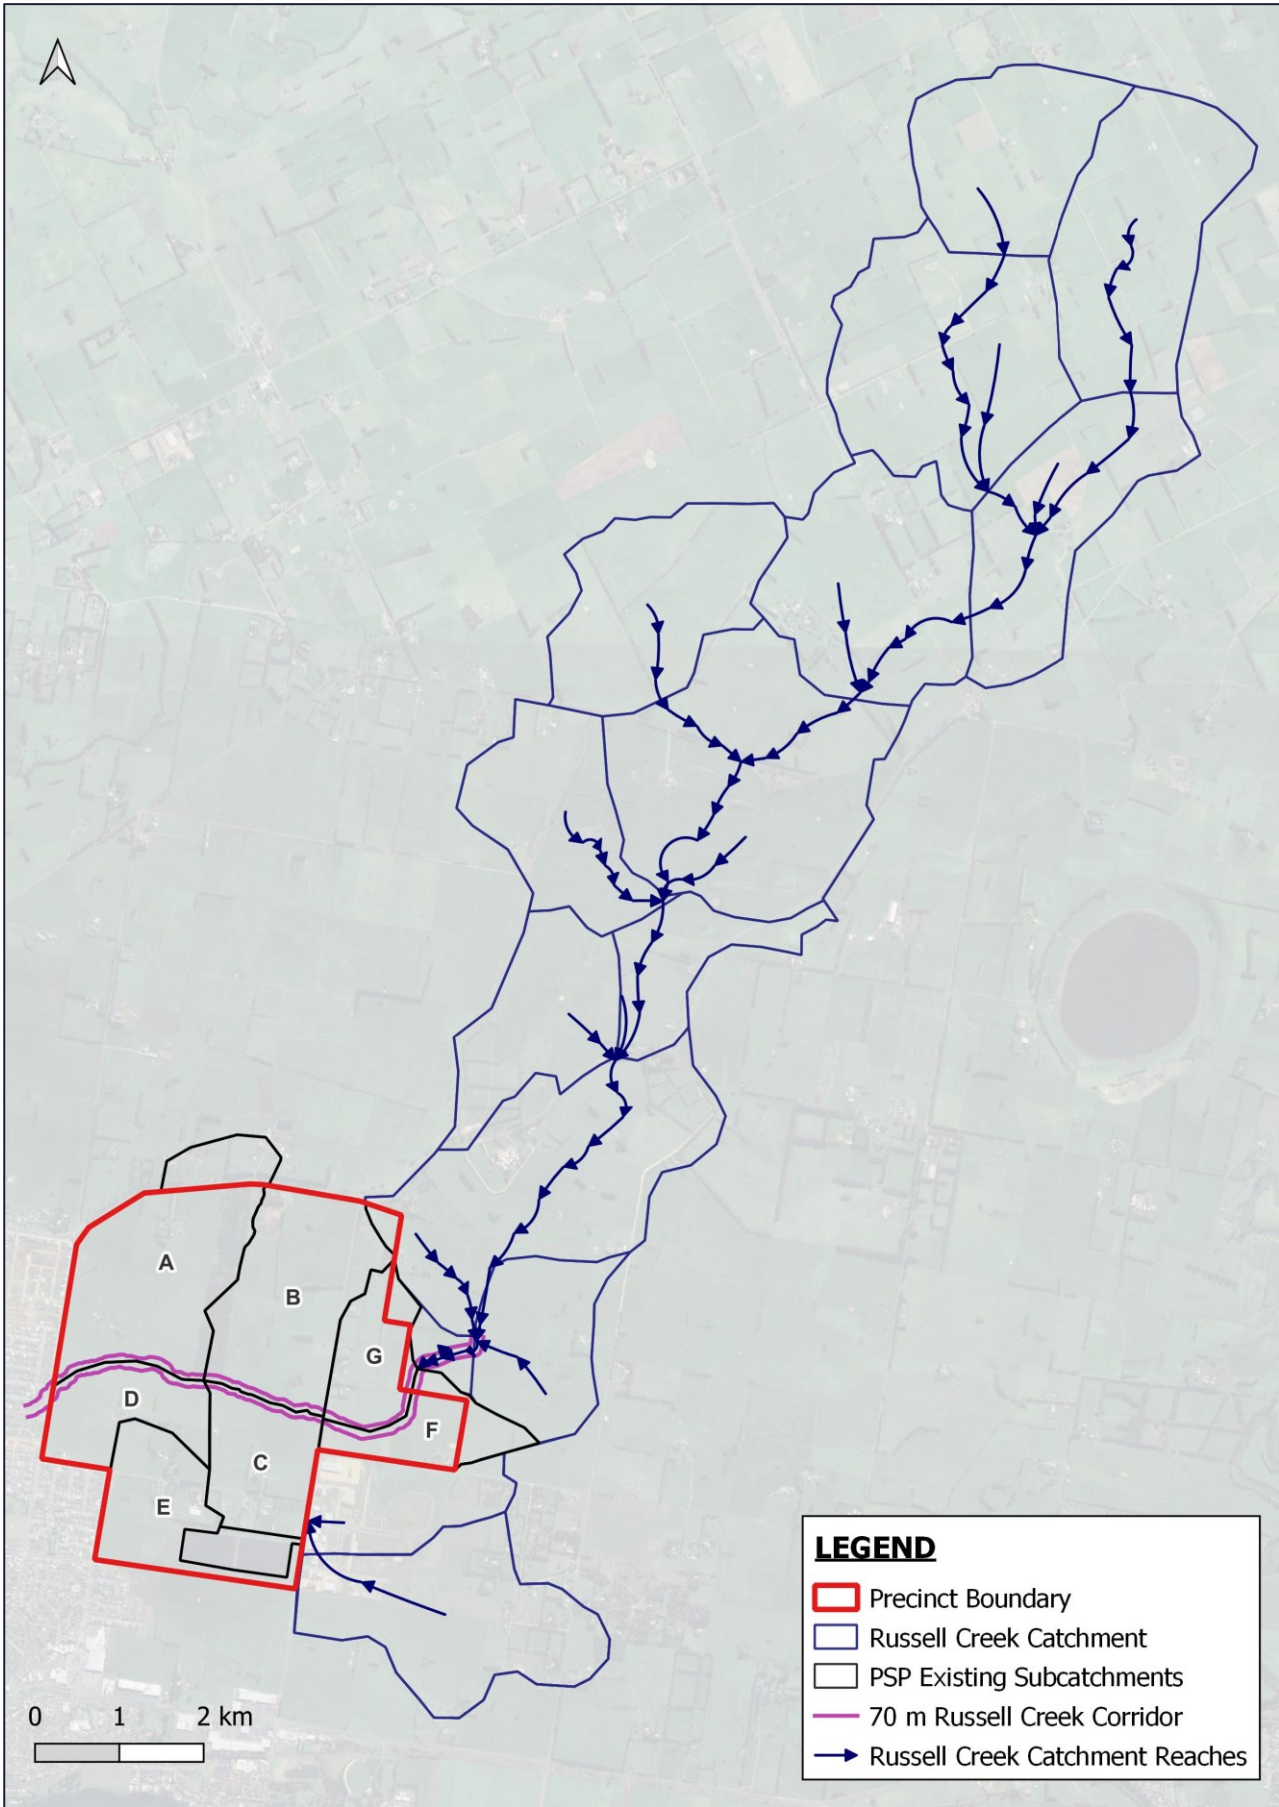 A
B
G
D
F
C
E
LEGEND
Precinct Boundary
Russell Creek Catchment
PSP Existing Subcatchments
70 m Russell Creek Corridor
Russell Creek Catchment Reaches
0 1 2 km